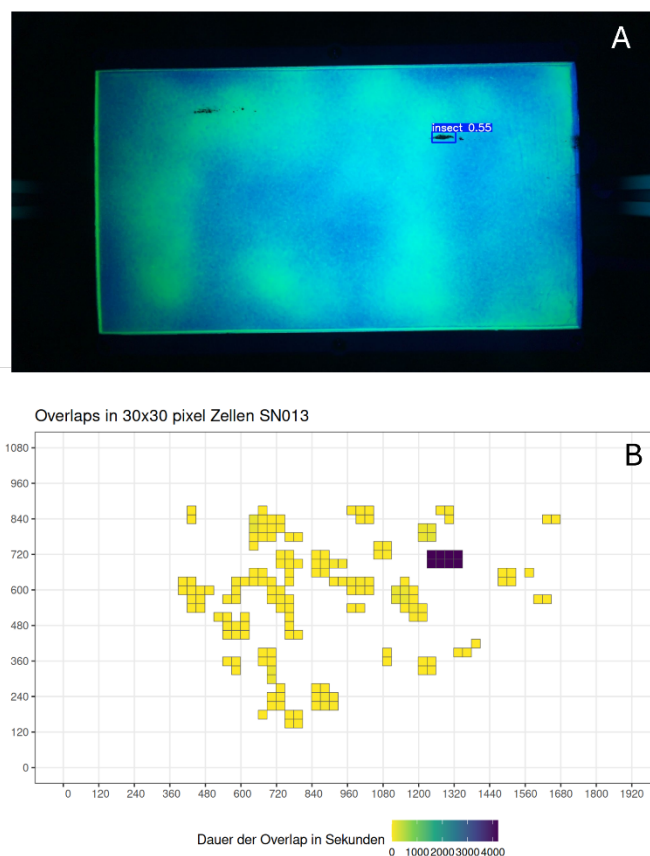 A
insect 0.55
Overlaps in 30x30 pixel Zellen SN013
B
1080
960
840
720
600
480
360
240
120
0
0 120 240 360 480 600 720 840 960 1080 1200 1320 1440 1560 1680 1800 1920
Dauer der Overlap in Sekunden
0 1000 2000 3000 4000